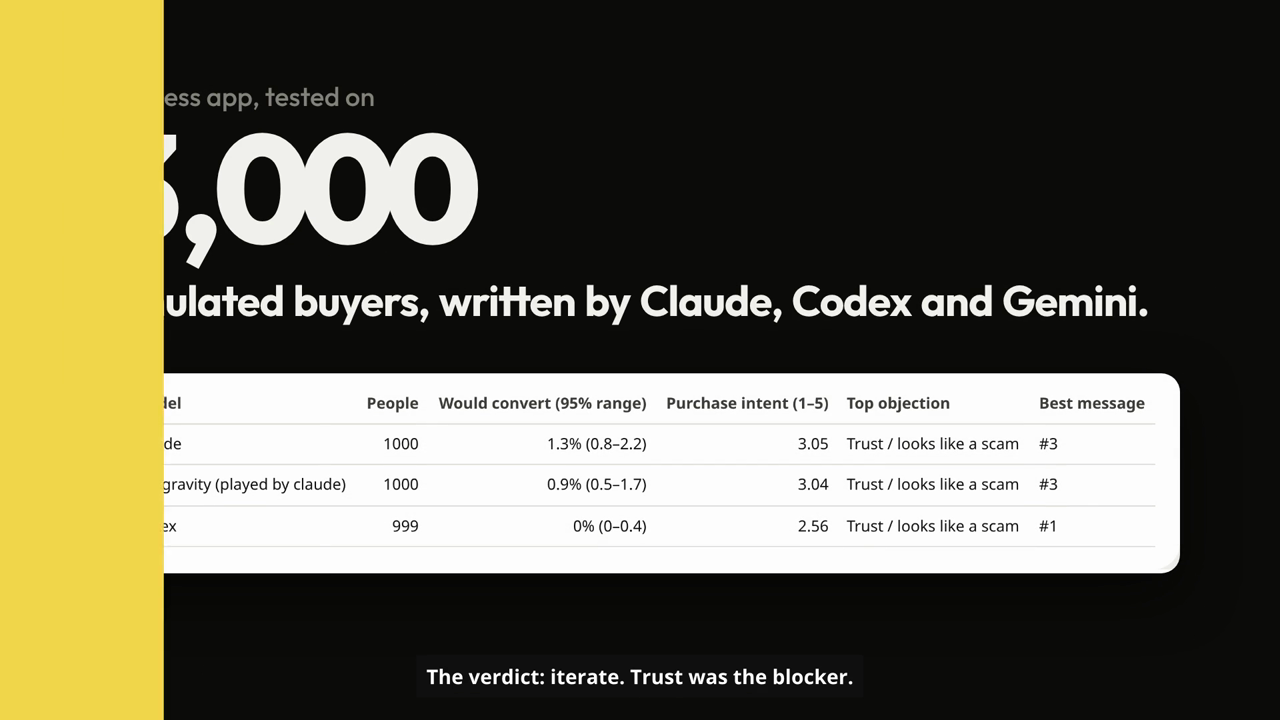 ess app, tested on
,000
ulated buyers, written by Claude, Codex and Gemini.
del People Would convert (95% range) Purchase intent (1–5) Top objection Best message
de 1000 1.3% (0.8–2.2) 3.05 Trust / looks like a scam #3
gravity (played by claude) 1000 0.9% (0.5–1.7) 3.04 Trust / looks like a scam #3
ex 999 0% (0–0.4) 2.56 Trust / looks like a scam #1
The verdict: iterate. Trust was the blocker.